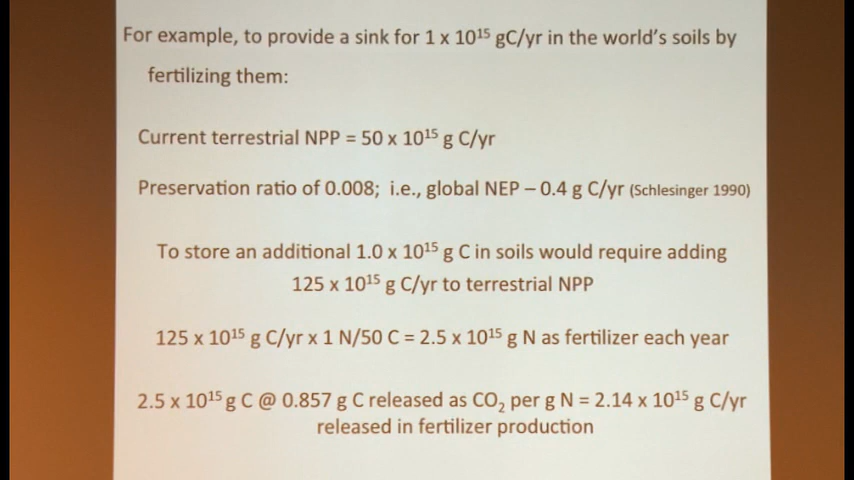 For example, to provide a sink for 1 x 10¹⁵ gC/yr in the world's soils by
fertilizing them:
Current terrestrial NPP = 50 x 10¹⁵ g C/yr
Preservation ratio of 0.008; i.e., global NEP – 0.4 g C/yr (Schlesinger 1990)
To store an additional 1.0 x 10¹⁵ g C in soils would require adding
125 x 10¹⁵ g C/yr to terrestrial NPP
125 x 10¹⁵ g C/yr x 1 N/50 C = 2.5 x 10¹⁵ g N as fertilizer each year
2.5 x 10¹⁵ g C @ 0.857 g C released as CO₂ per g N = 2.14 x 10¹⁵ g C/yr
released in fertilizer production